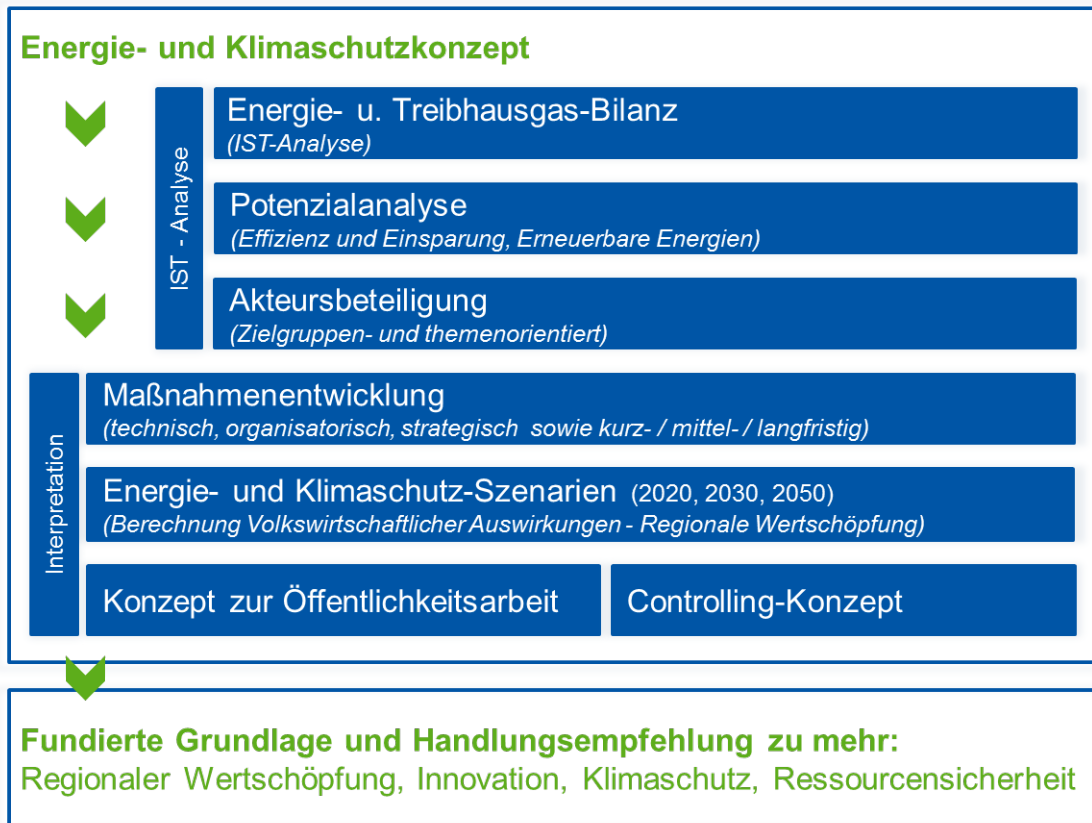 Energie- und Klimaschutzkonzept
IST - Analyse
Energie- u. Treibhausgas-Bilanz
(IST-Analyse)
Potenzialanalyse
(Effizienz und Einsparung, Erneuerbare Energien)
Akteursbeteiligung
(Zielgruppen- und themenorientiert)
Interpretation
Maßnahmenentwicklung
(technisch, organisatorisch, strategisch sowie kurz- / mittel- / langfristig)
Energie- und Klimaschutz-Szenarien (2020, 2030, 2050)
(Berechnung Volkswirtschaftlicher Auswirkungen - Regionale Wertschöpfung)
Konzept zur Öffentlichkeitsarbeit
Controlling-Konzept
Fundierte Grundlage und Handlungsempfehlung zu mehr:
Regionaler Wertschöpfung, Innovation, Klimaschutz, Ressourcensicherheit